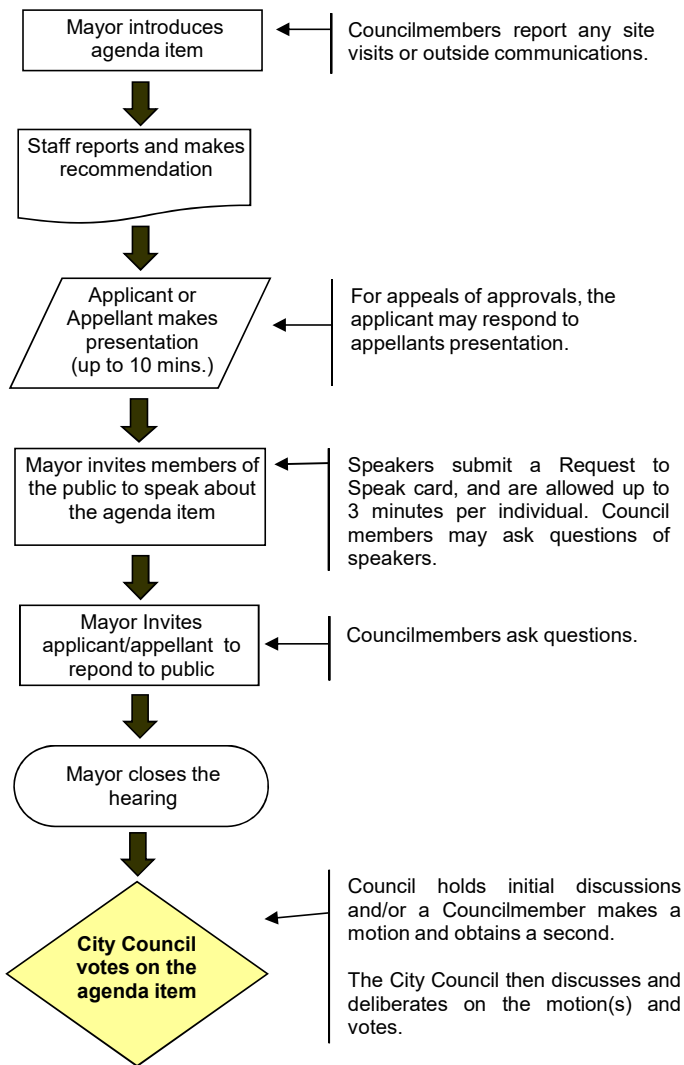 Mayor introduces
agenda item
Councilmembers report any site
visits or outside communications.
Staff reports and makes
recommendation
Applicant or
Appellant makes
presentation
(up to 10 mins.)
For appeals of approvals, the
applicant may respond to
appellants presentation.
Mayor invites members of
the public to speak about
the agenda item
Speakers submit a Request to
Speak card, and are allowed up to
3 minutes per individual. Council
members may ask questions of
speakers.
Mayor Invites
applicant/appellant to
repond to public
Councilmembers ask questions.
Mayor closes the
hearing
City Council
votes on the
agenda item
Council holds initial discussions
and/or a Councilmember makes a
motion and obtains a second.
The City Council then discusses and
deliberates on the motion(s) and
votes.